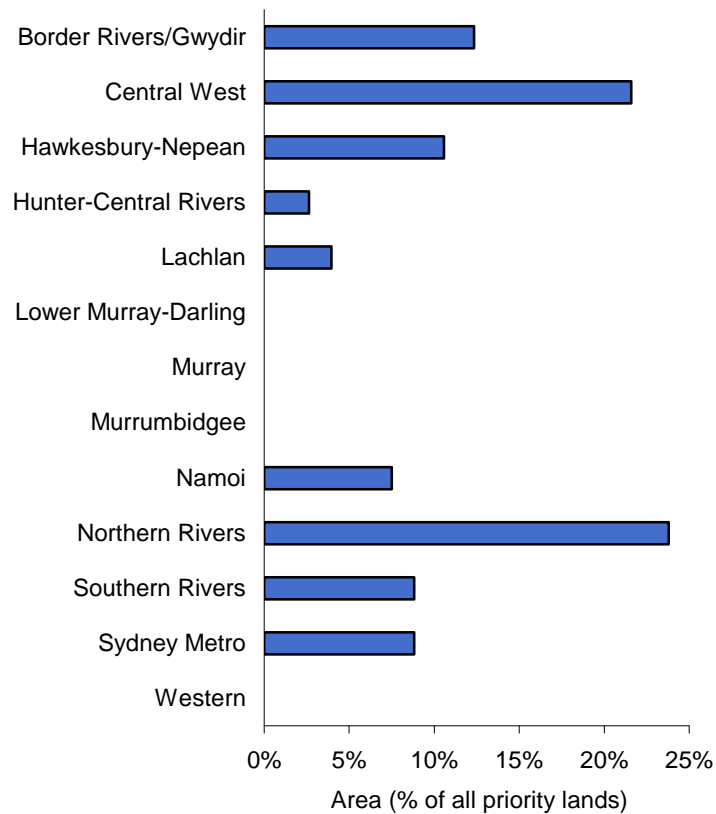 Border Rivers/Gwydir
Central West
Hawkesbury-Nepean
Hunter-Central Rivers
Lachlan
Lower Murray-Darling
Murray
Murrumbidgee
Namoi
Northern Rivers
Southern Rivers
Sydney Metro
Western
0% 5% 10% 15% 20% 25%
Area (% of all priority lands)